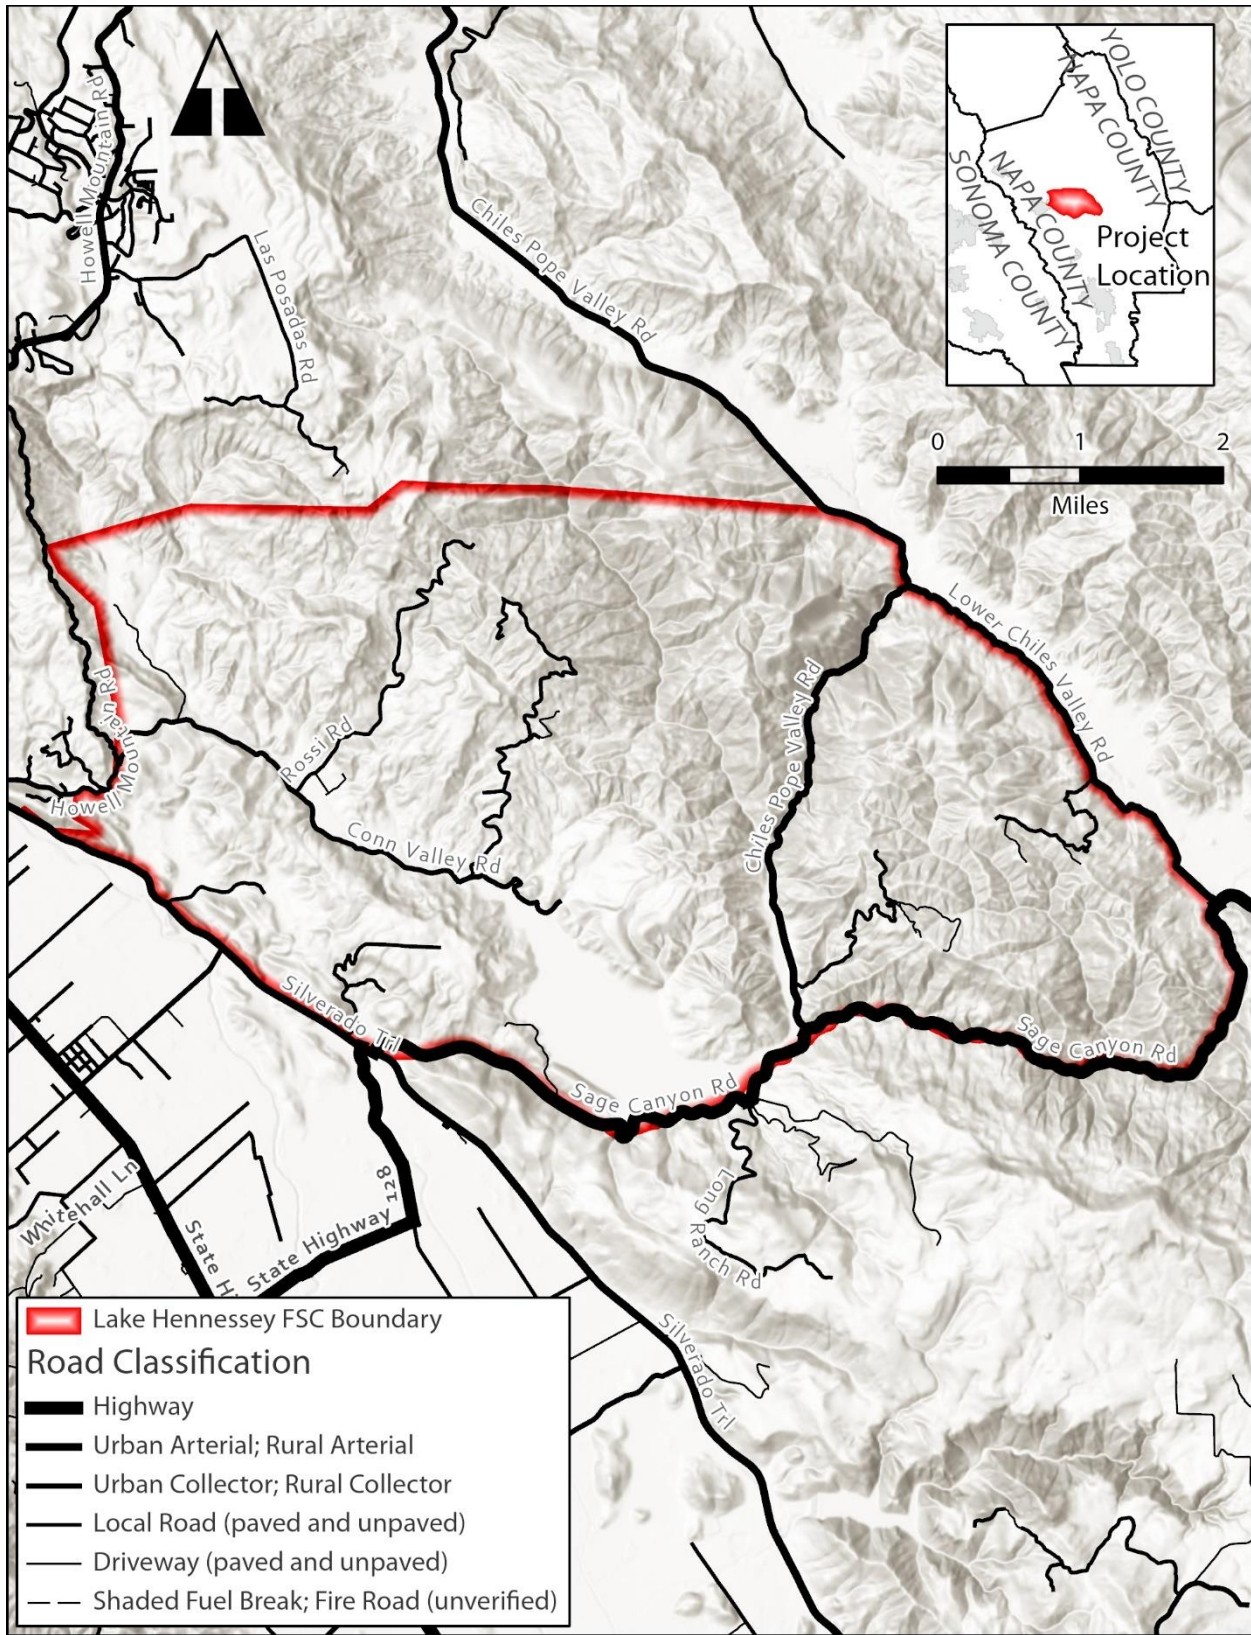 Howell Mountain Rd
Las Posadas Rd
Chiles Pope Valley Rd
YOLO COUNTY
NAPA COUNTY
NAPA COUNTY
SONOMA COUNTY
Project
Location
0 1 2
Miles
Lower Chiles Valley Rd
Howell Mountain Rd
Rossi Rd
Conn Valley Rd
Chiles Pope Valley Rd
Silverado Trl
Sage Canyon Rd
Sage Canyon Rd
Long Ranch Rd
Whitehall Ln
State H
State Highway 128
Silverado Trl
Lake Hennessey FSC Boundary
Road Classification
Highway
Urban Arterial; Rural Arterial
Urban Collector; Rural Collector
Local Road (paved and unpaved)
Driveway (paved and unpaved)
Shaded Fuel Break; Fire Road (unverified)